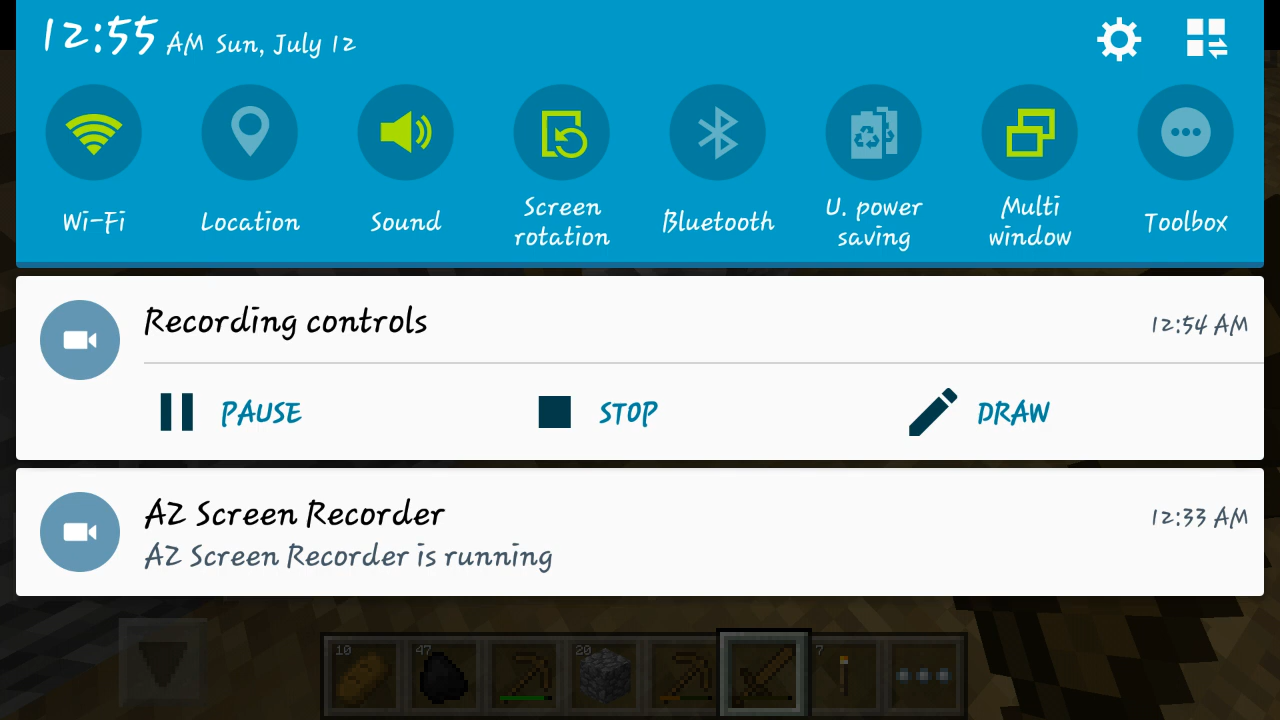 12:55 AM Sun, July 12
Wi-Fi
Location
Sound
Screen
rotation
Bluetooth
U. power
saving
Multi
window
Toolbox
Recording controls
12:54 AM
PAUSE
STOP
DRAW
AZ Screen Recorder
12:33 AM
AZ Screen Recorder is running
10
47
20
7